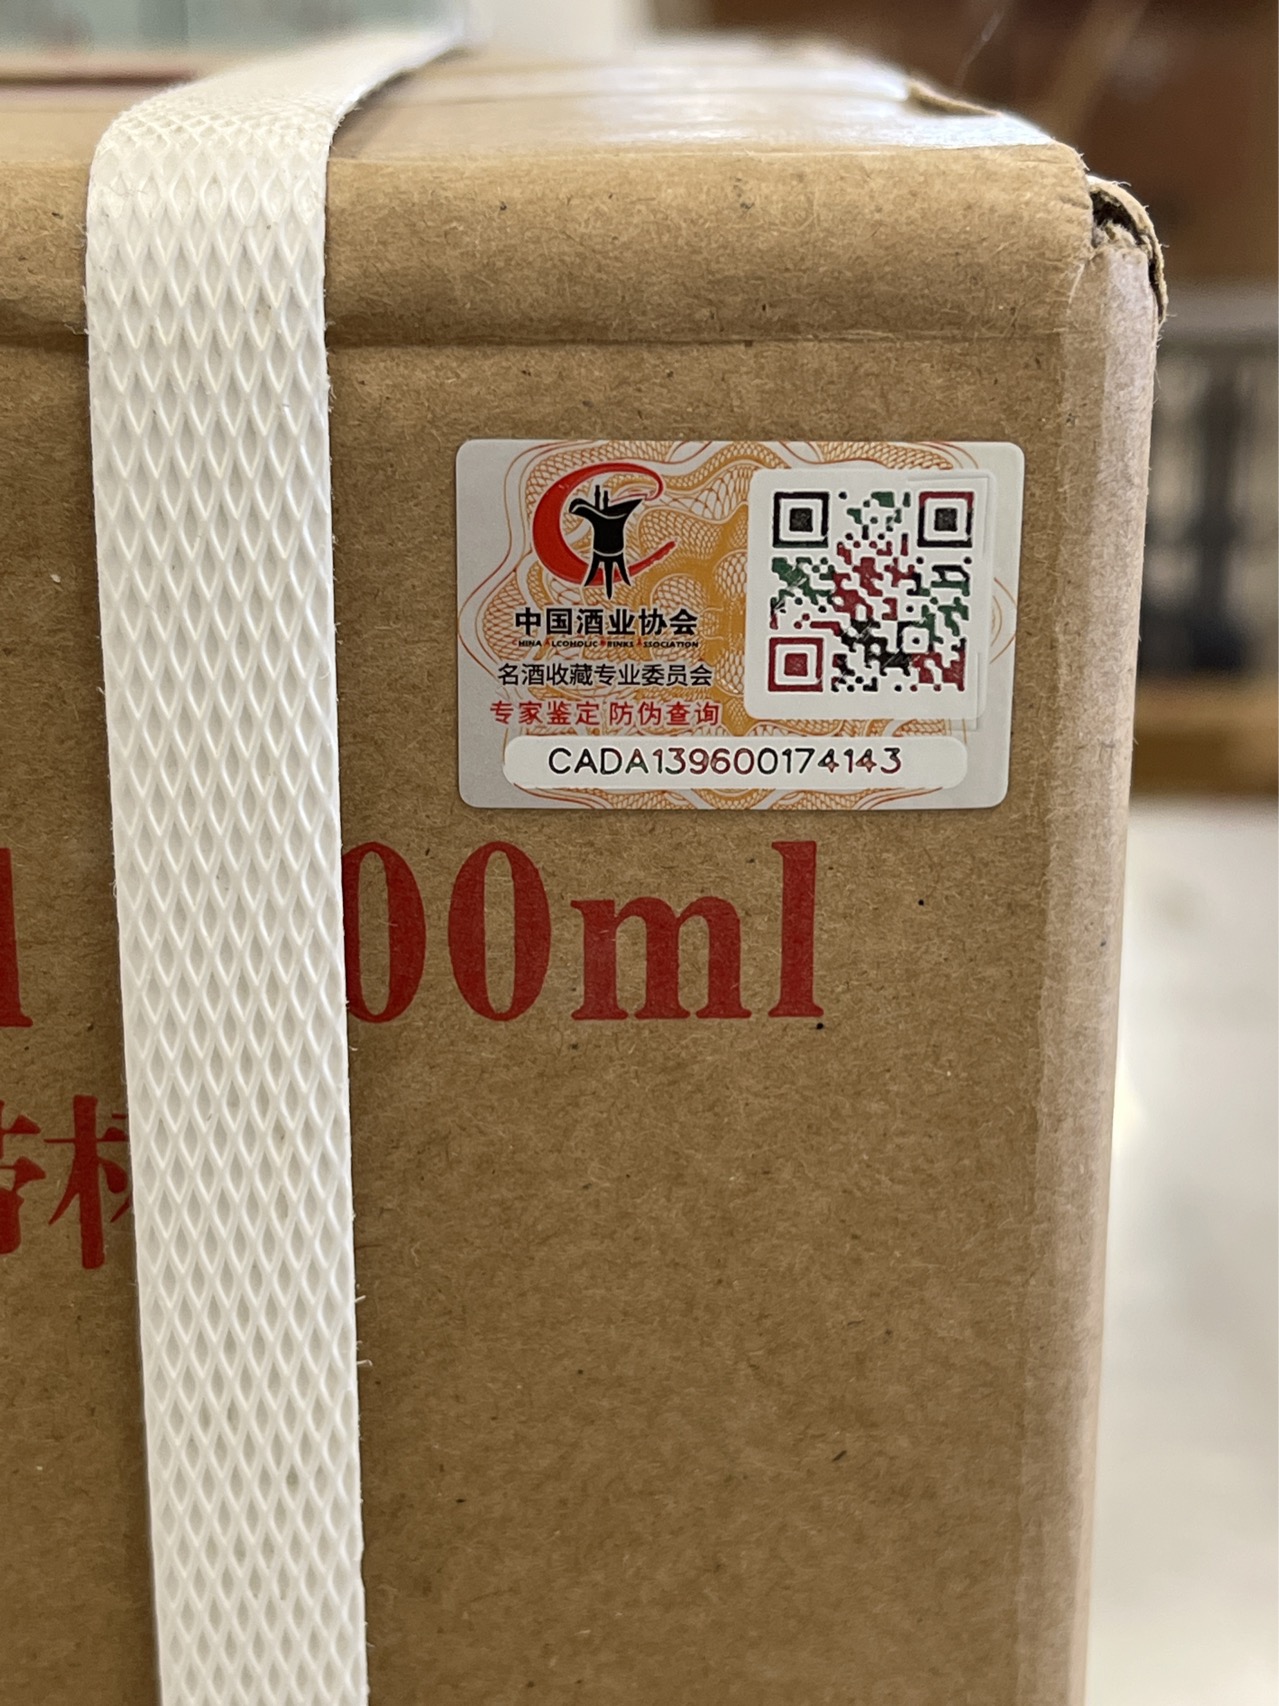 中国酒业协会
CHINA ALCOHOLIC DRINKS ASSOCIATION
名酒收藏专业委员会
专家鉴定 防伪查询
CADA139600174143
00ml